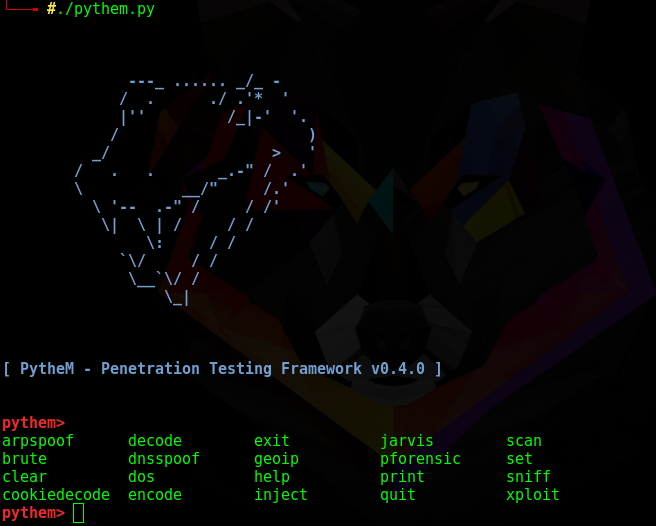 #./pythem.py
[ PytheM - Penetration Testing Framework v0.4.0 ]
pythem>
arpspoof decode exit jarvis scan
brute dnsspoof geoip pforensic set
clear dos help print sniff
cookiedecode encode inject quit xploit
pythem>